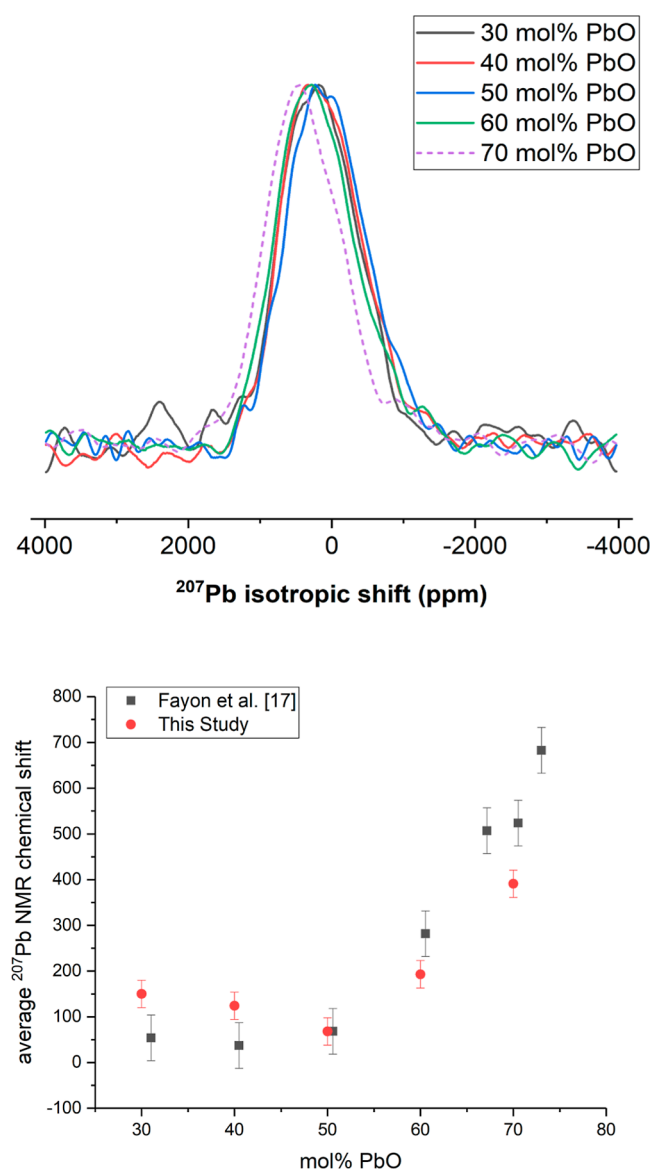 30 mol% PbO
40 mol% PbO
50 mol% PbO
60 mol% PbO
70 mol% PbO
4000 2000 0 -2000 -4000
²⁰⁷Pb isotropic shift (ppm)
800
Fayon et al. [17]
This Study
700
600
500
400
300
200
100
0
-100
average ²⁰⁷Pb NMR chemical shift
30 40 50 60 70 80
mol% PbO